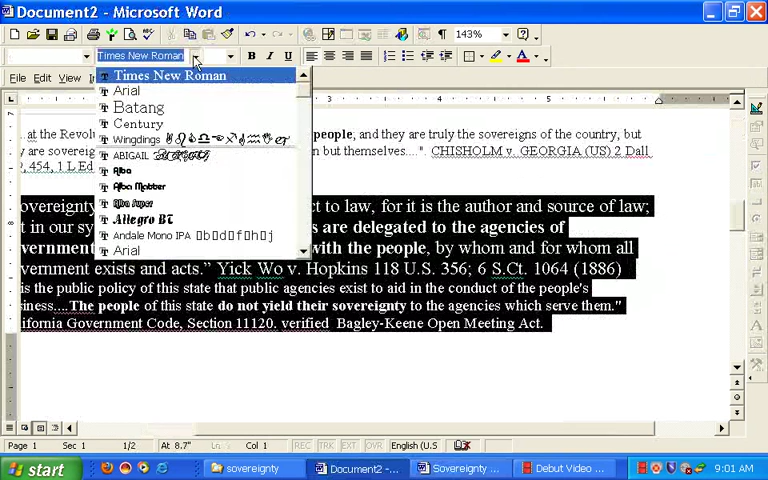 Document2 - Microsoft Word
143%
Times New Roman
File Edit View
Times New Roman
Arial
Batang
Century
Wingdings
ABIGAIL
Alba
Alba Matter
Alba Super
Allegro BT
Andale Mono IPA
Arial
3 4 5 6
at the Revolu people, and they are truly the sovereigns of the country, but
y are sovereign in but themselves....". CHISHOLM v. GEORGIA (US) 2 Dall
, 454, 1 L Ed
overeignty ct to law, for it is the author and source of law;
t in our sy s are delegated to the agencies of
vernment with the people, by whom and for whom all
vernment exists and acts." Yick Wo v. Hopkins 118 U.S. 356; 6 S.Ct. 1064 (1886)
is the public policy of this state that public agencies exist to aid in the conduct of the people's
siness....The people of this state do not yield their sovereignty to the agencies which serve them."
ifornia Government Code, Section 11120. verified Bagley-Keene Open Meeting Act.
Page 1 Sec 1 1/2 At 8.7" Ln Col 1 REC TRK EXT OVR English (U.S
start sovereignty Document2 -... Sovereignty ... Debut Video ... 9:01 AM